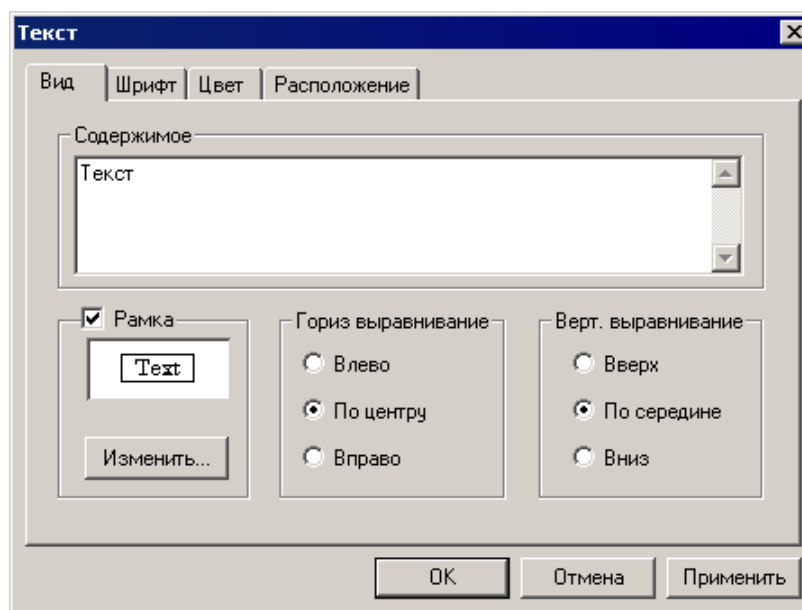 Текст
Вид Шрифт Цвет Расположение
Содержимое
Текст
Рамка
Text
Изменить...
Гориз выравнивание
Влево
По центру
Вправо
Верт. выравнивание
Вверх
По середине
Вниз
OK Отмена Применить